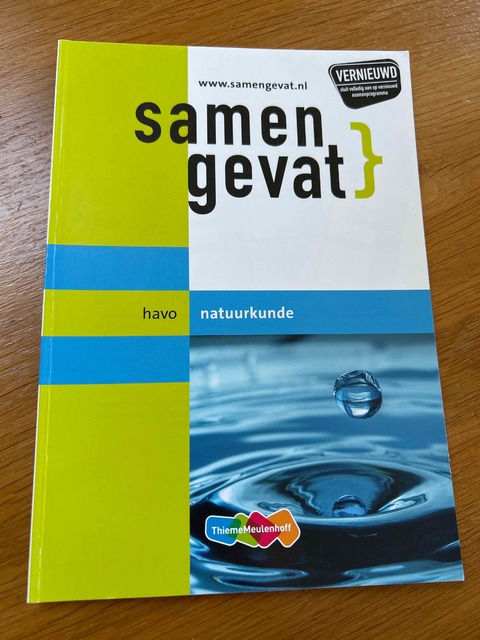 www.samengevat.nl
VERNIEUWD
sluit volledig aan op vernieuwd
examenprogramma
samen
gevat}
havo natuurkunde
ThiemeMeulenhoff